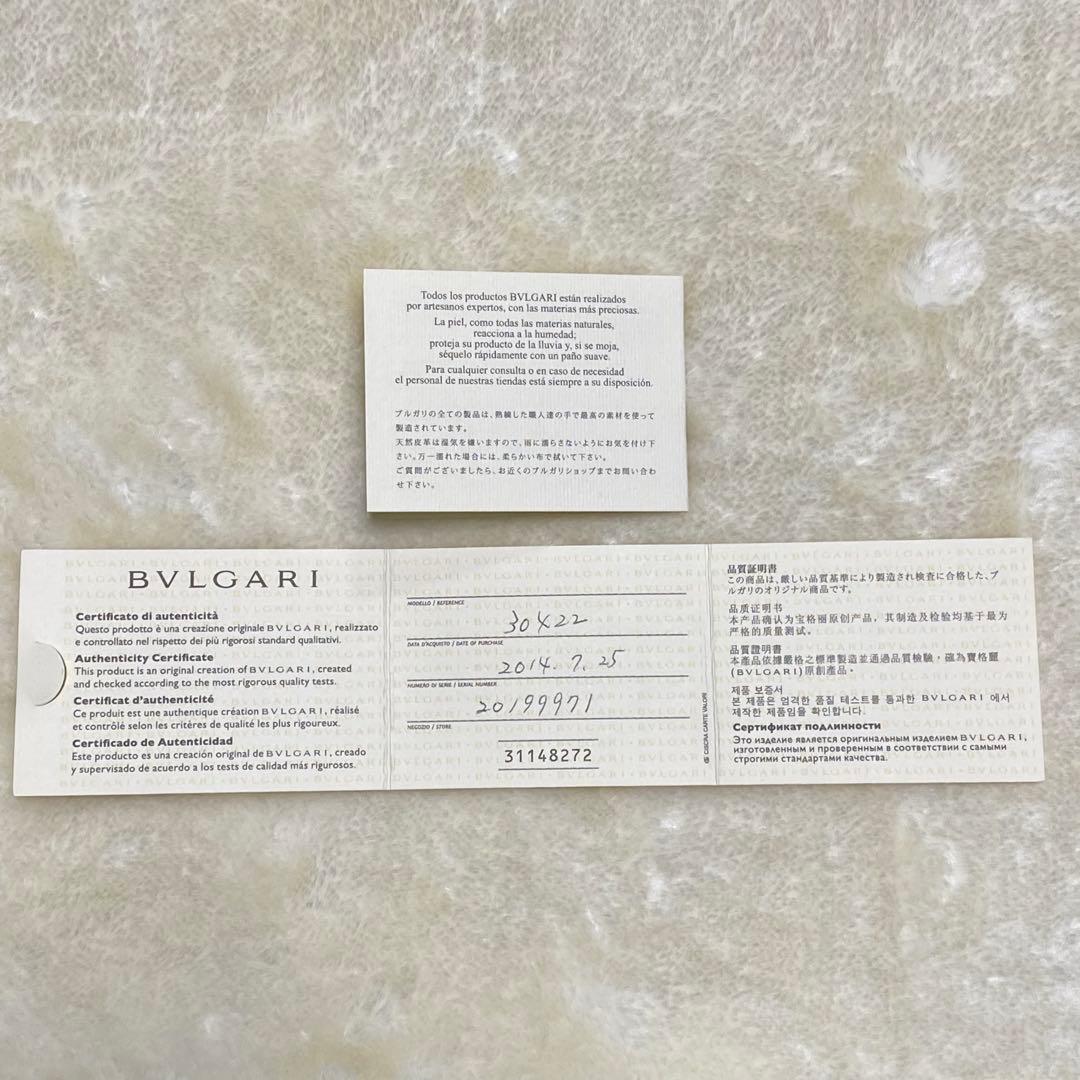 Todos los productos BVLGARI están realizados
por artesanos expertos, con las materias más preciosas.
La piel, como todas las materias naturales,
reacciona a la humedad;
proteja su producto de la lluvia y, si se moja,
séquelo rápidamente con un paño suave.
Para cualquier consulta o en caso de necesidad
el personal de nuestras tiendas está siempre a su disposición.
ブルガリの全ての製品は、熟練した職人達の手で最高の素材を使って
製造されています。
天然皮革は湿気を嫌いますので、雨に濡らさないようにお気を付け下
さい。万一濡れた場合には、柔らかい布で拭いて下さい。
ご質問がございましたら、お近くのブルガリショップまでお問い合わ
せ下さい。
BVLGARI
Certificato di autenticità
Questo prodotto è una creazione originale BVLGARI, realizzato
e controllato nel rispetto dei più rigorosi standard qualitativi.
Authenticity Certificate
This product is an original creation of BVLGARI, created
and checked according to the most rigorous quality tests.
Certificat d'authenticité
Ce produit est une authentique création BVLGARI, réalisé
et contrôlé selon les critères de qualité les plus rigoureux.
Certificado de Autenticidad
Este producto es una creación original de BVLGARI, creado
y supervisado de acuerdo a los tests de calidad más rigurosos.
MODELLO / REFERENCE
30422
DATA D'ACQUISTO / DATE OF PURCHASE
2014. 7. 25
NUMERO DI SERIE / SERIAL NUMBER
20199971
NEGOZIO / STORE
31148272
CISCRA CARTE VALORI
品質証明書
この商品は、厳しい品質基準により製造され検査に合格した、ブ
ルガリのオリジナル商品です。
品质证明书
本产品确认为宝格丽原创产品，其制造及检验均基于最为
严格的质量测试。
品質證明書
本產品依據嚴格之標準製造並通過品質檢驗，確為寶格麗
(BVLGARI)原創產品。
제품 보증서
본 제품은 엄격한 품질 테스트를 통과한 BVLGARI 에서
제작한 제품임을 확인합니다.
Сертификат подлинности
Это изделие является оригинальным изделием BVLGARI,
изготовленным и проверенным в соответствии с самыми
строгими стандартами качества.